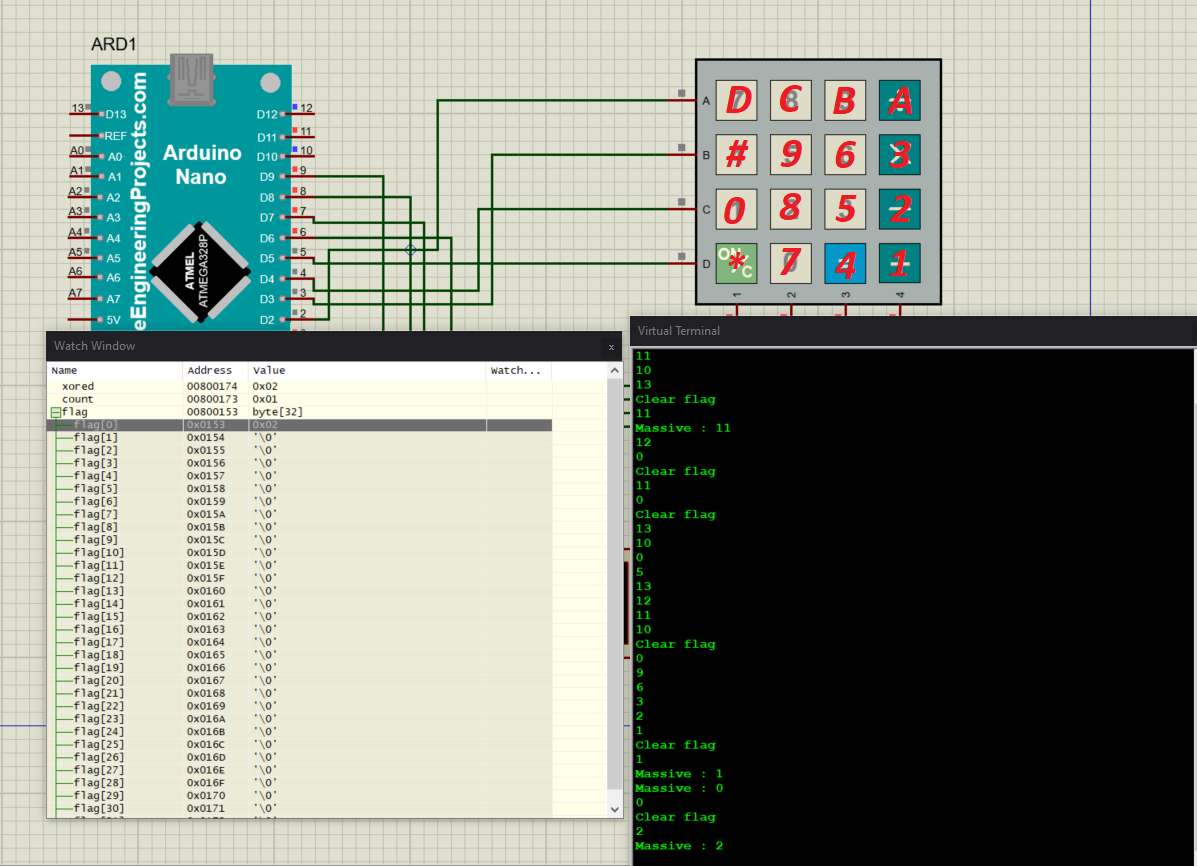 ARD1
13
D13
REF
A0
A0
A1
A1
A2
A2
A3
A3
A4
A4
A5
A5
A6
A6
A7
A7
5V
eEngineeringProjects.com
Arduino
Nano
ATMEL
ATMEGA328P
D12
12
D11
11
D10
10
D9
9
D8
8
D7
7
D6
6
D5
5
D4
4
D3
3
D2
2
A
D C B A
B
# 9 6 3
C
0 8 5 2
D
ON/C
* 7 4 1
1 2 3 4
Watch Window
x
Name Address Value Watch...
xored 00800174 0x02
count 00800173 0x01
flag 00800153 byte[32]
flag[0] 0x0153 0x02
flag[1] 0x0154 '\0'
flag[2] 0x0155 '\0'
flag[3] 0x0156 '\0'
flag[4] 0x0157 '\0'
flag[5] 0x0158 '\0'
flag[6] 0x0159 '\0'
flag[7] 0x015A '\0'
flag[8] 0x015B '\0'
flag[9] 0x015C '\0'
flag[10] 0x015D '\0'
flag[11] 0x015E '\0'
flag[12] 0x015F '\0'
flag[13] 0x0160 '\0'
flag[14] 0x0161 '\0'
flag[15] 0x0162 '\0'
flag[16] 0x0163 '\0'
flag[17] 0x0164 '\0'
flag[18] 0x0165 '\0'
flag[19] 0x0166 '\0'
flag[20] 0x0167 '\0'
flag[21] 0x0168 '\0'
flag[22] 0x0169 '\0'
flag[23] 0x016A '\0'
flag[24] 0x016B '\0'
flag[25] 0x016C '\0'
flag[26] 0x016D '\0'
flag[27] 0x016E '\0'
flag[28] 0x016F '\0'
flag[29] 0x0170 '\0'
flag[30] 0x0171 '\0'
Virtual Terminal
11
10
13
Clear flag
11
Massive : 11
12
0
Clear flag
11
0
Clear flag
13
10
0
5
13
12
11
10
Clear flag
0
9
6
3
2
1
Clear flag
1
Massive : 1
Massive : 0
0
Clear flag
2
Massive : 2